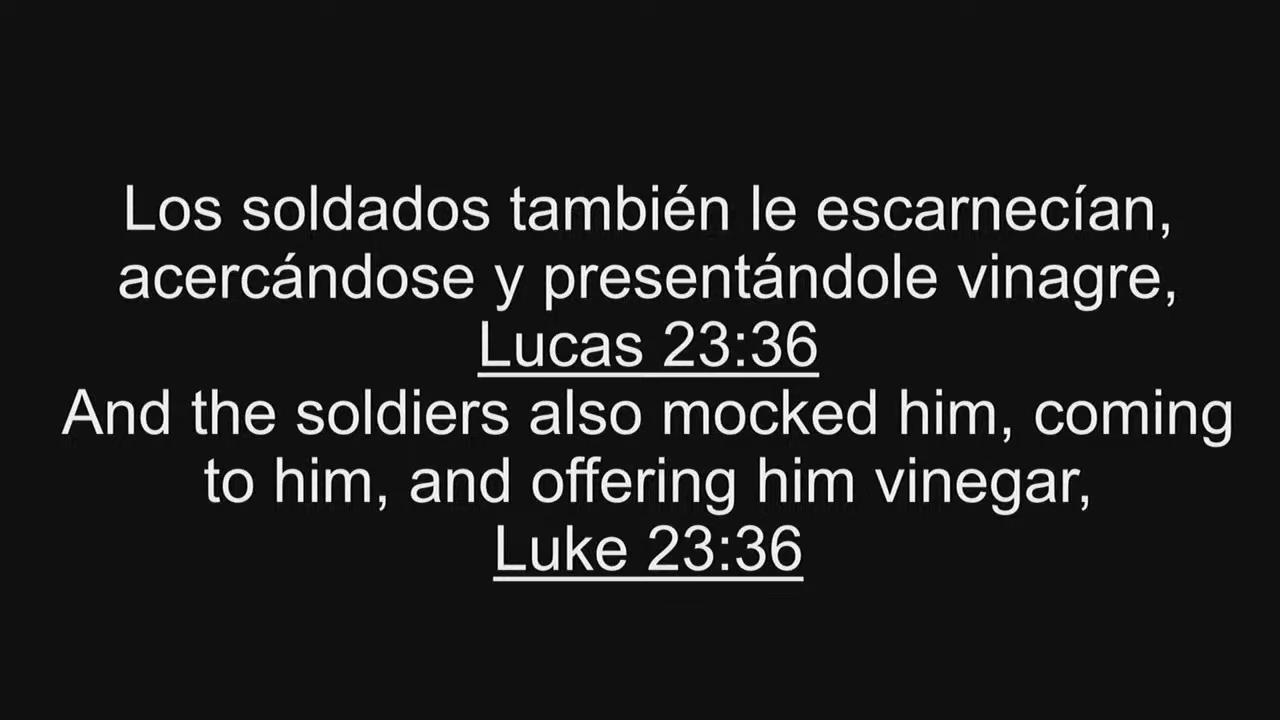 Los soldados también le escarnecían,
acercándose y presentándole vinagre,
Lucas 23:36
And the soldiers also mocked him, coming
to him, and offering him vinegar,
Luke 23:36